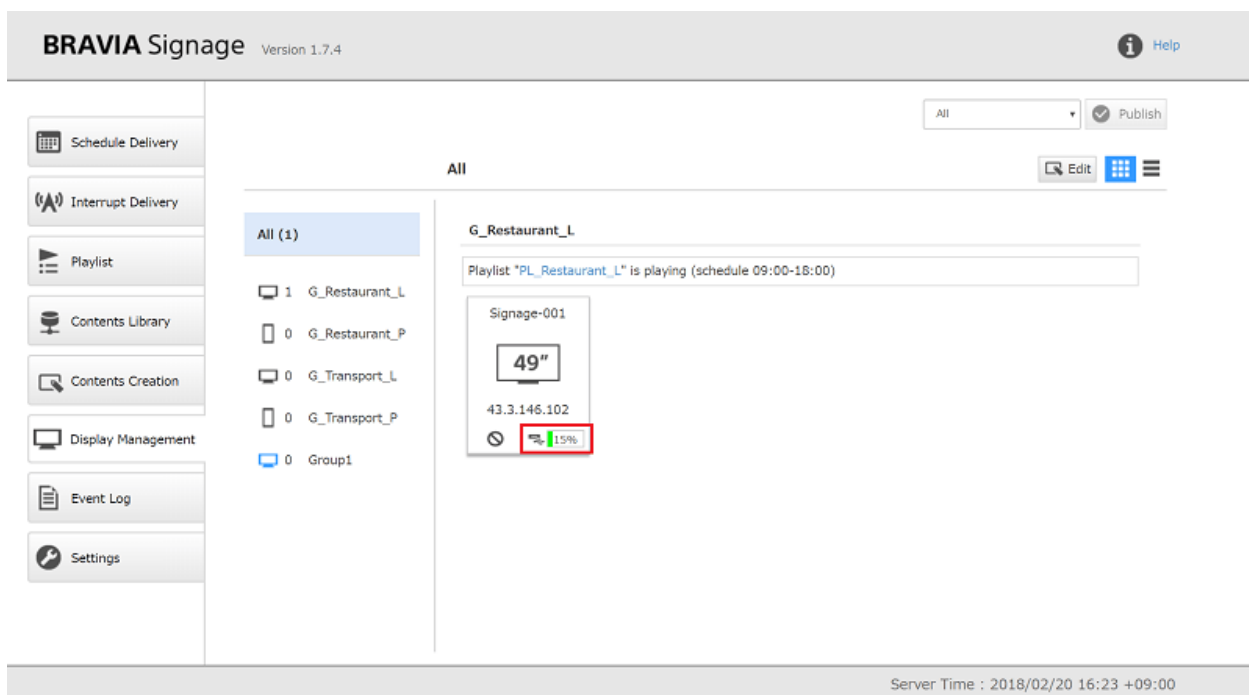 BRAVIA Signage Version 1.7.4
Help
All
Publish
Schedule Delivery
Interrupt Delivery
Playlist
Contents Library
Contents Creation
Display Management
Event Log
Settings
All
Edit
All (1)
1 G_Restaurant_L
0 G_Restaurant_P
0 G_Transport_L
0 G_Transport_P
0 Group1
G_Restaurant_L
Playlist "PL_Restaurant_L" is playing (schedule 09:00-18:00)
Signage-001
49"
43.3.146.102
15%
Server Time : 2018/02/20 16:23 +09:00